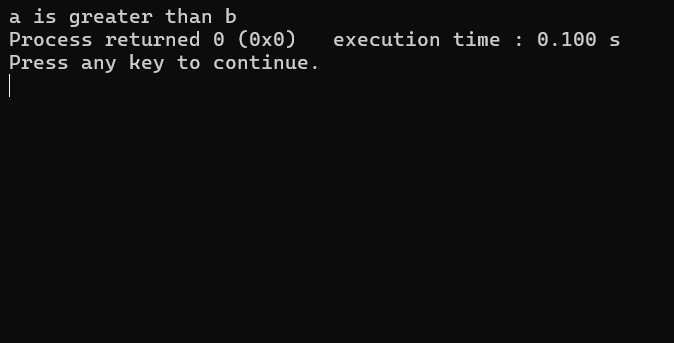 a is greater than b
Process returned 0 (0x0)   execution time : 0.100 s
Press any key to continue.